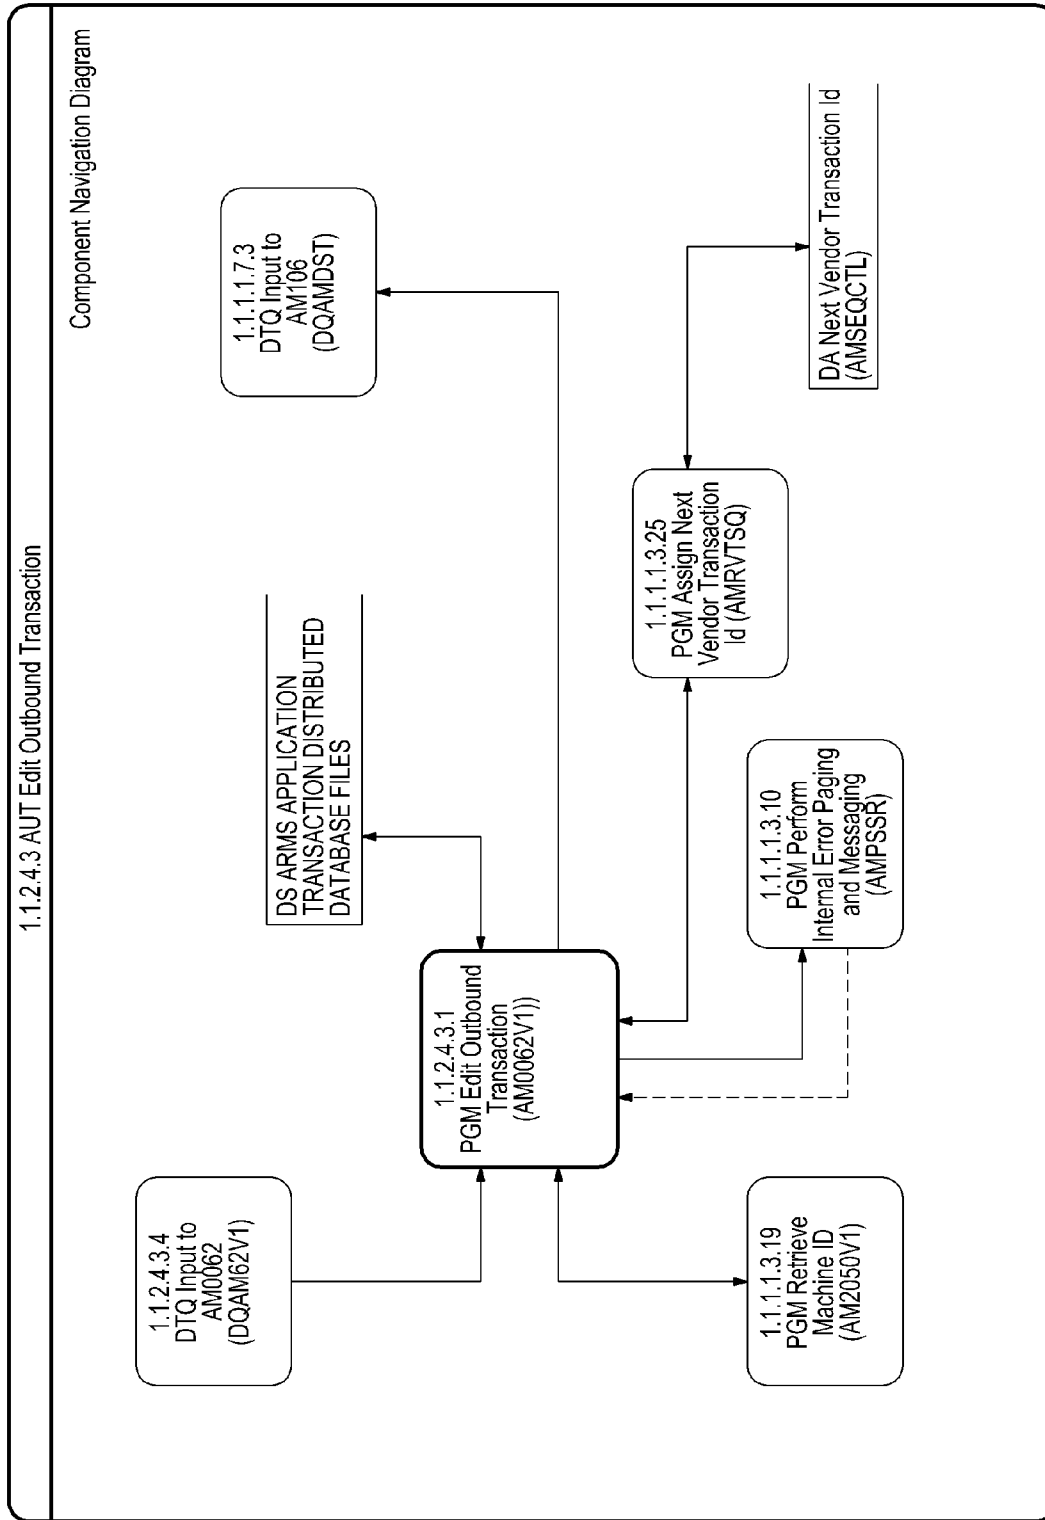 1.1.2.4.3 AUT Edit Outbound Transaction
Component Navigation Diagram
1.1.2.4.3.4
DTQ Input to
AM0062
(DQAM62V1)
DS ARMS APPLICATION
TRANSACTION DISTRIBUTED
DATABASE FILES
1.1.1.1.7.3
DTQ Input to
AM106
(DQAMDST)
1.1.2.4.3.1
PGM Edit Outbound
Transaction
(AM0062V1))
1.1.1.1.3.19
PGM Retrieve
Machine ID
(AM2050V1)
1.1.1.1.3.10
PGM Perform
Internal Error Paging
and Messaging
(AMPSSR)
1.1.1.1.3.25
PGM Assign Next
Vendor Transaction
Id (AMRVTSQ)
DA Next Vendor Transaction Id
(AMSEQCTL)